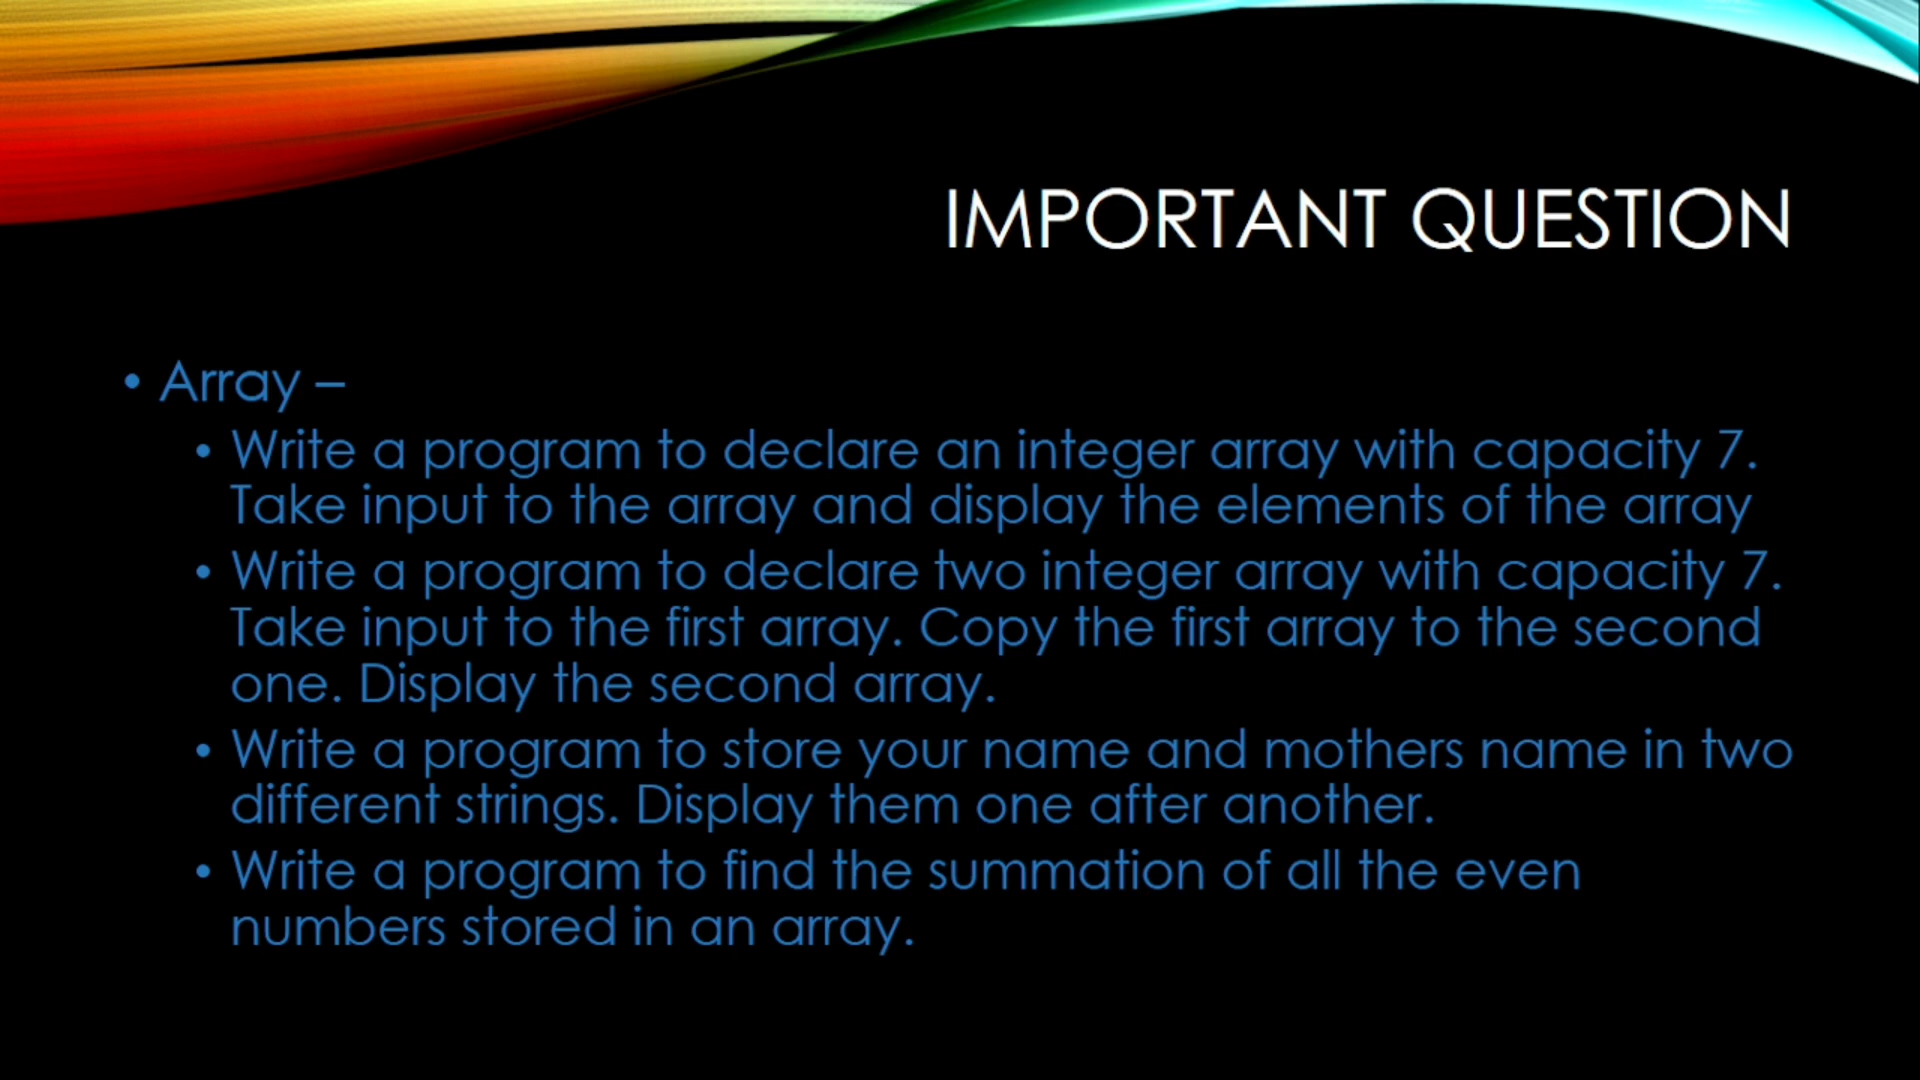 IMPORTANT QUESTION
• Array –
• Write a program to declare an integer array with capacity 7.
Take input to the array and display the elements of the array
• Write a program to declare two integer array with capacity 7.
Take input to the first array. Copy the first array to the second
one. Display the second array.
• Write a program to store your name and mothers name in two
different strings. Display them one after another.
• Write a program to find the summation of all the even
numbers stored in an array.